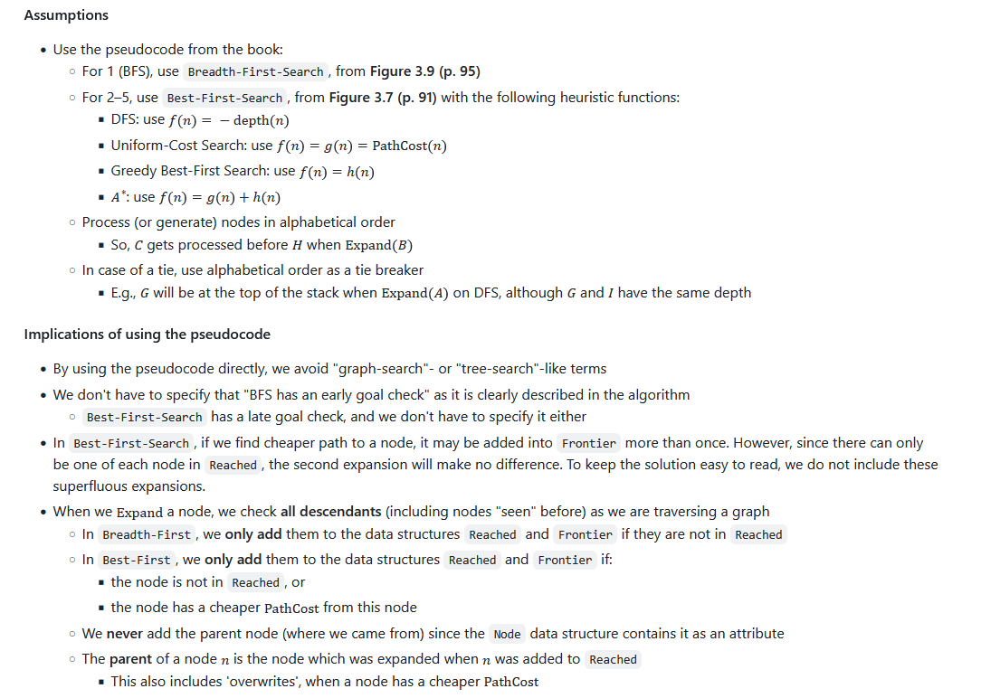 Assumptions
• Use the pseudocode from the book:
◦ For 1 (BFS), use Breadth-First-Search, from Figure 3.9 (p. 95)
◦ For 2–5, use Best-First-Search, from Figure 3.7 (p. 91) with the following heuristic functions:
▪ DFS: use f(n) = − depth(n)
▪ Uniform-Cost Search: use f(n) = g(n) = PathCost(n)
▪ Greedy Best-First Search: use f(n) = h(n)
▪ A*: use f(n) = g(n) + h(n)
◦ Process (or generate) nodes in alphabetical order
▪ So, C gets processed before H when Expand(B)
◦ In case of a tie, use alphabetical order as a tie breaker
▪ E.g., G will be at the top of the stack when Expand(A) on DFS, although G and I have the same depth
Implications of using the pseudocode
• By using the pseudocode directly, we avoid "graph-search"- or "tree-search"-like terms
• We don't have to specify that "BFS has an early goal check" as it is clearly described in the algorithm
◦ Best-First-Search has a late goal check, and we don't have to specify it either
• In Best-First-Search, if we find cheaper path to a node, it may be added into Frontier more than once. However, since there can only
be one of each node in Reached, the second expansion will make no difference. To keep the solution easy to read, we do not include these
superfluous expansions.
• When we Expand a node, we check all descendants (including nodes "seen" before) as we are traversing a graph
◦ In Breadth-First, we only add them to the data structures Reached and Frontier if they are not in Reached
◦ In Best-First, we only add them to the data structures Reached and Frontier if:
▪ the node is not in Reached, or
▪ the node has a cheaper PathCost from this node
◦ We never add the parent node (where we came from) since the Node data structure contains it as an attribute
◦ The parent of a node n is the node which was expanded when n was added to Reached
▪ This also includes 'overwrites', when a node has a cheaper PathCost